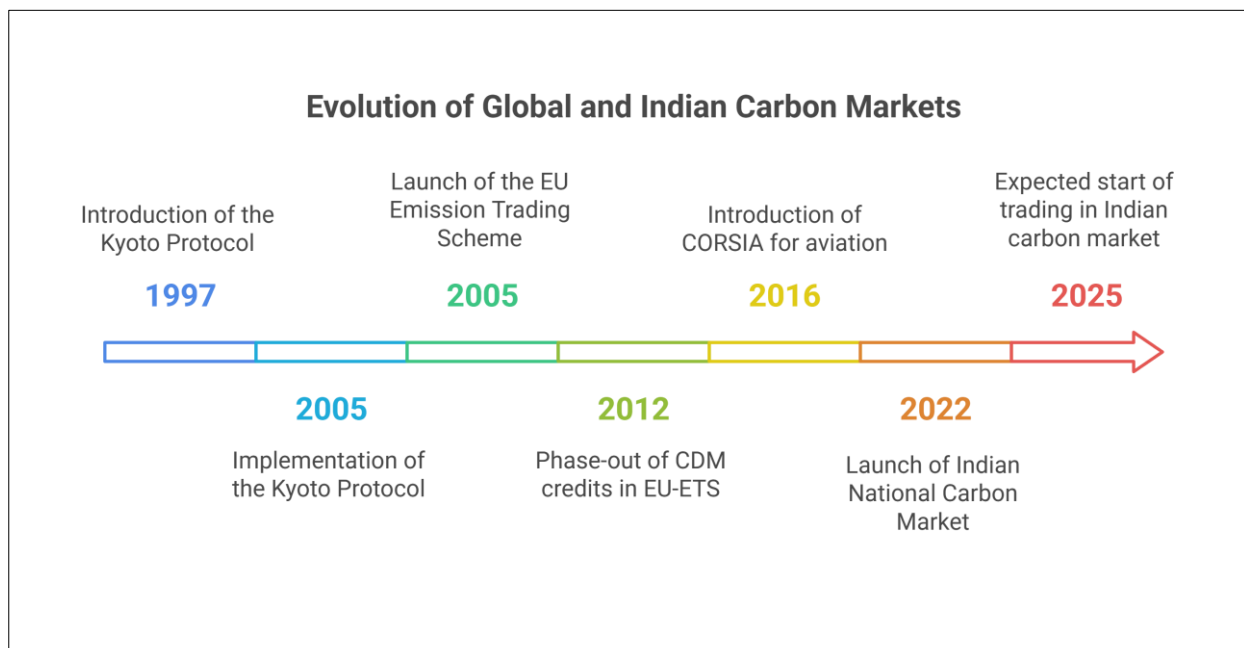 Evolution of Global and Indian Carbon Markets
Introduction of the
Kyoto Protocol
1997
2005
Implementation of
the Kyoto Protocol
Launch of the EU
Emission Trading
Scheme
2005
2012
Phase-out of CDM
credits in EU-ETS
Introduction of
CORSIA for aviation
2016
2022
Launch of Indian
National Carbon
Market
Expected start of
trading in Indian
carbon market
2025